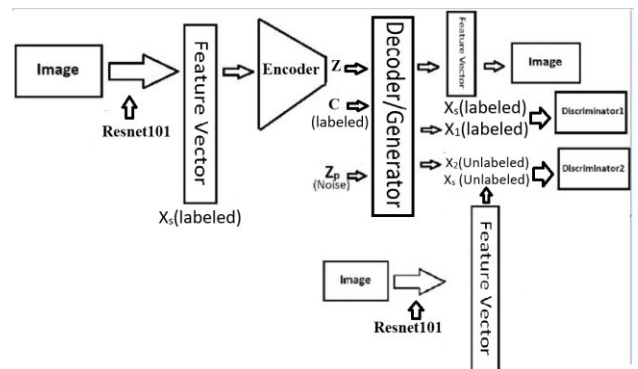 Image
Resnet101
Feature Vector
Xs(labeled)
Encoder
Z
C
(labeled)
Zp
(Noise)
Decoder/Generator
Feature Vector
Image
Xs(labeled)
X1(labeled)
Discriminator1
X2(Unlabeled)
Xs (Unlabeled)
Discriminator2
Image
Resnet101
Feature Vector